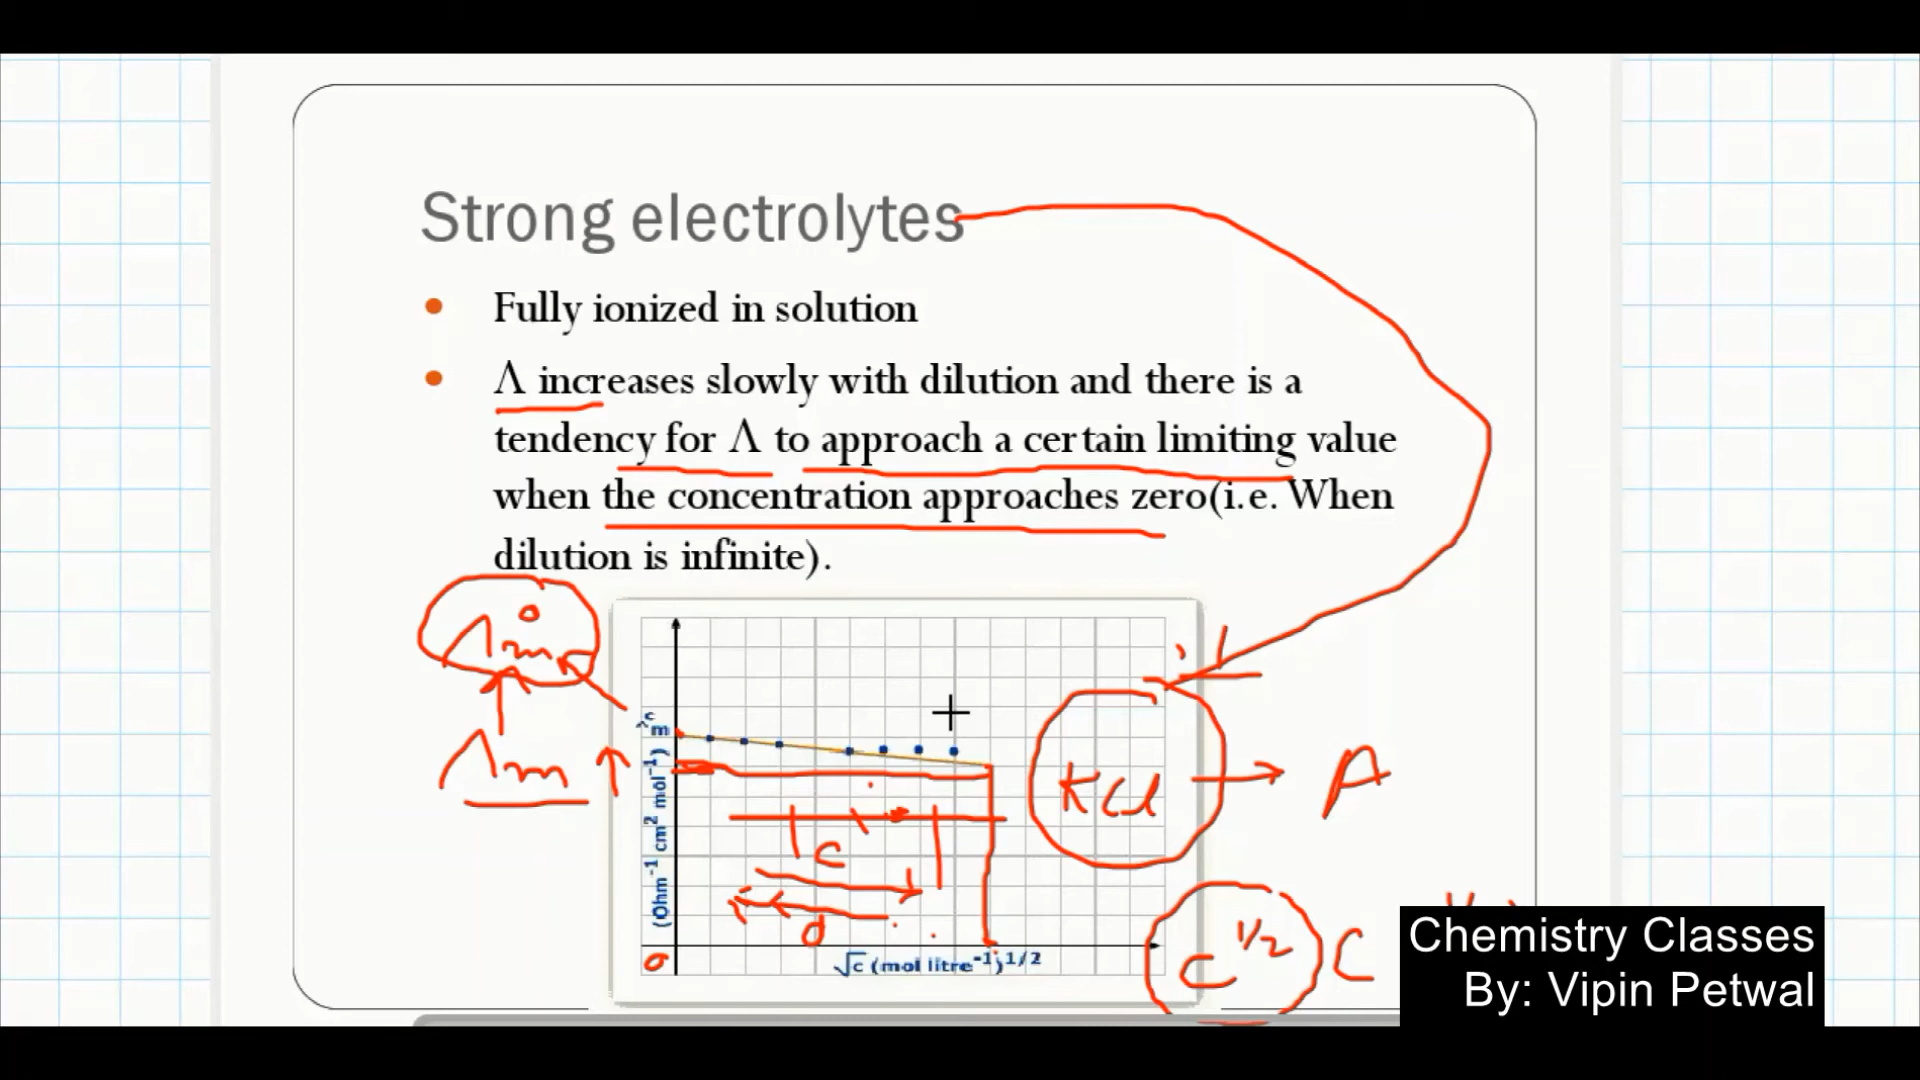 Strong electrolytes
• Fully ionized in solution
• Λ increases slowly with dilution and there is a
tendency for Λ to approach a certain limiting value
when the concentration approaches zero(i.e. When
dilution is infinite).
Λ°m
Λm ↑
(Ohm⁻¹ cm² mol⁻¹)
c
d
o
√c (mol litre⁻¹)¹/²
KCl → A
C¹/² C
Chemistry Classes
By: Vipin Petwal